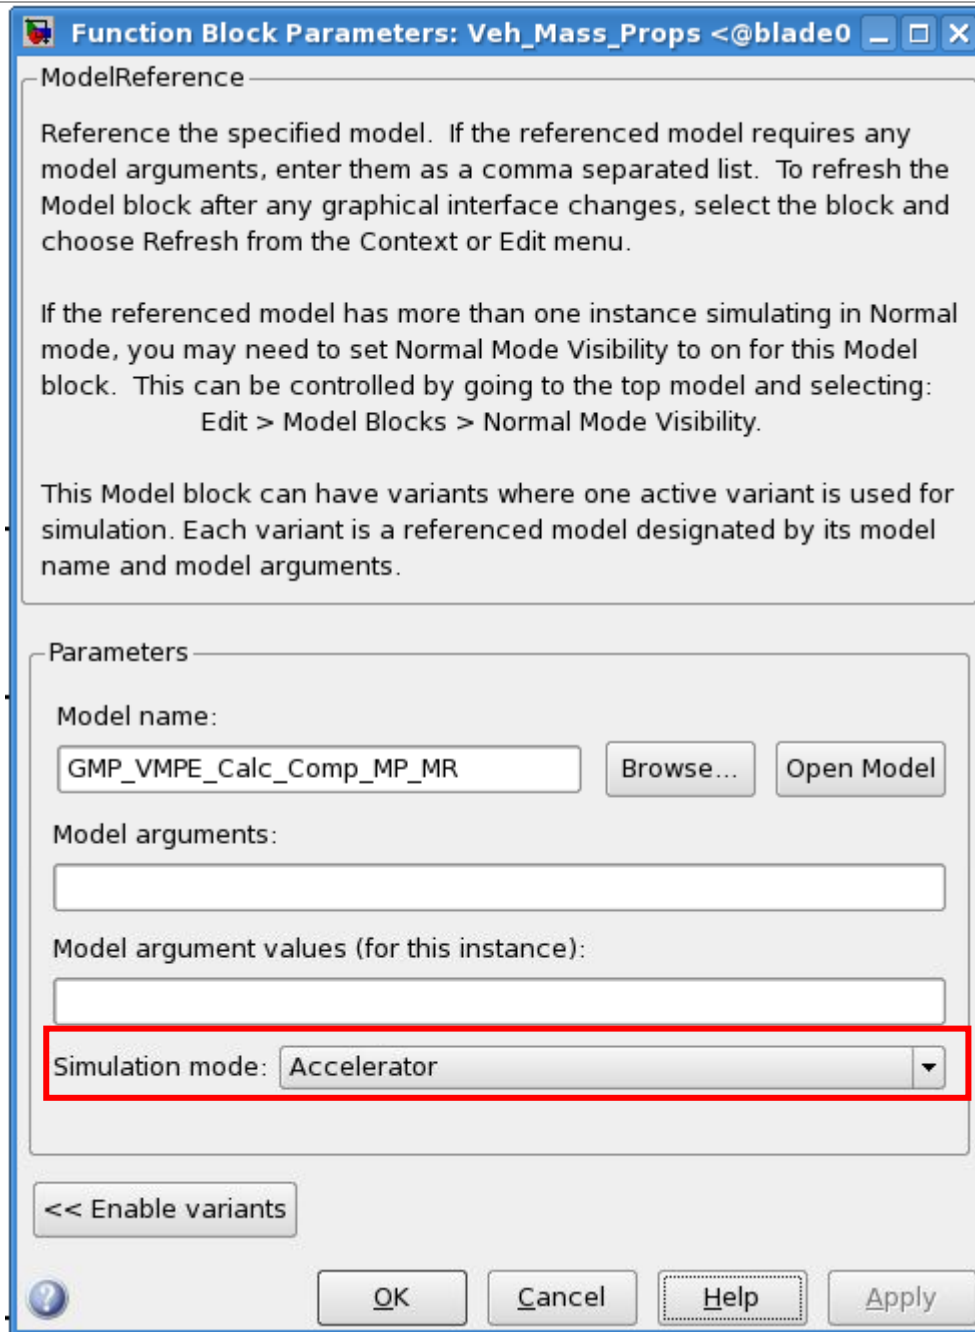 Function Block Parameters: Veh_Mass_Props <@blade0
ModelReference
Reference the specified model.  If the referenced model requires any
model arguments, enter them as a comma separated list.  To refresh the
Model block after any graphical interface changes, select the block and
choose Refresh from the Context or Edit menu.
If the referenced model has more than one instance simulating in Normal
mode, you may need to set Normal Mode Visibility to on for this Model
block.  This can be controlled by going to the top model and selecting:
Edit > Model Blocks > Normal Mode Visibility.
This Model block can have variants where one active variant is used for
simulation. Each variant is a referenced model designated by its model
name and model arguments.
Parameters
Model name:
GMP_VMPE_Calc_Comp_MP_MR Browse... Open Model
Model arguments:
Model argument values (for this instance):
Simulation mode: Accelerator
<< Enable variants
? OK Cancel Help Apply